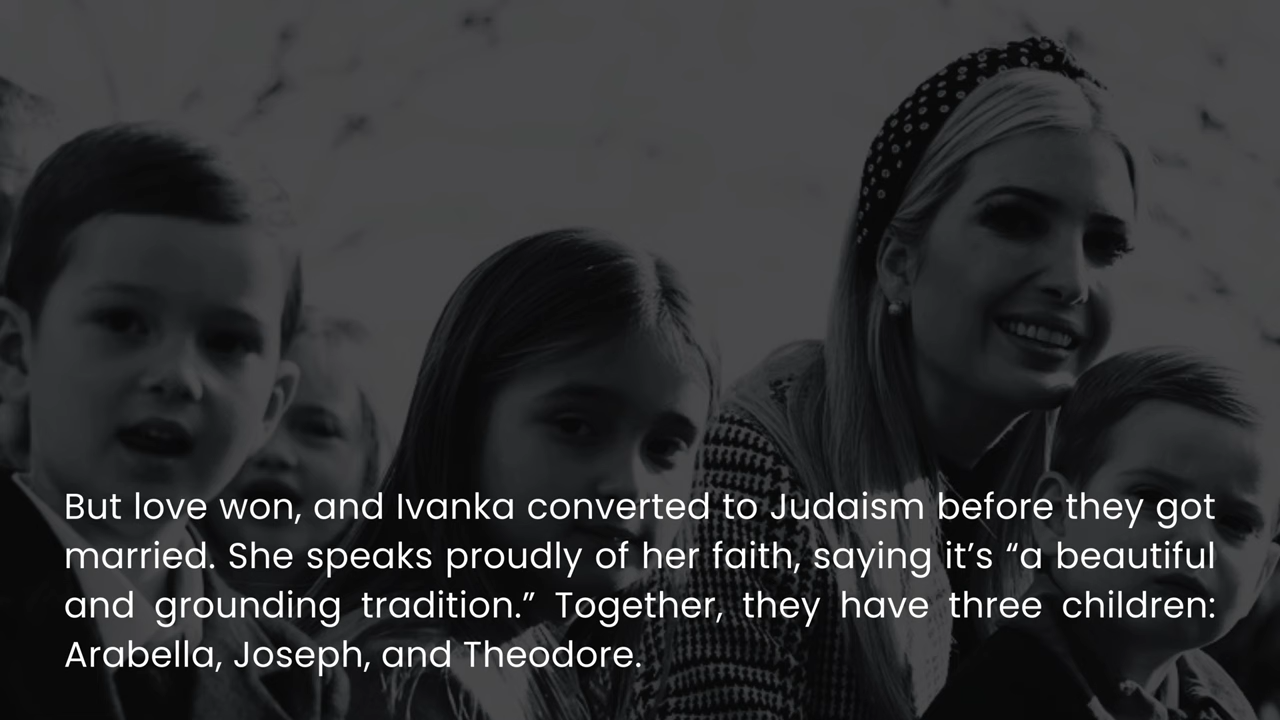 But love won, and Ivanka converted to Judaism before they got
married. She speaks proudly of her faith, saying it’s “a beautiful
and grounding tradition.” Together, they have three children:
Arabella, Joseph, and Theodore.